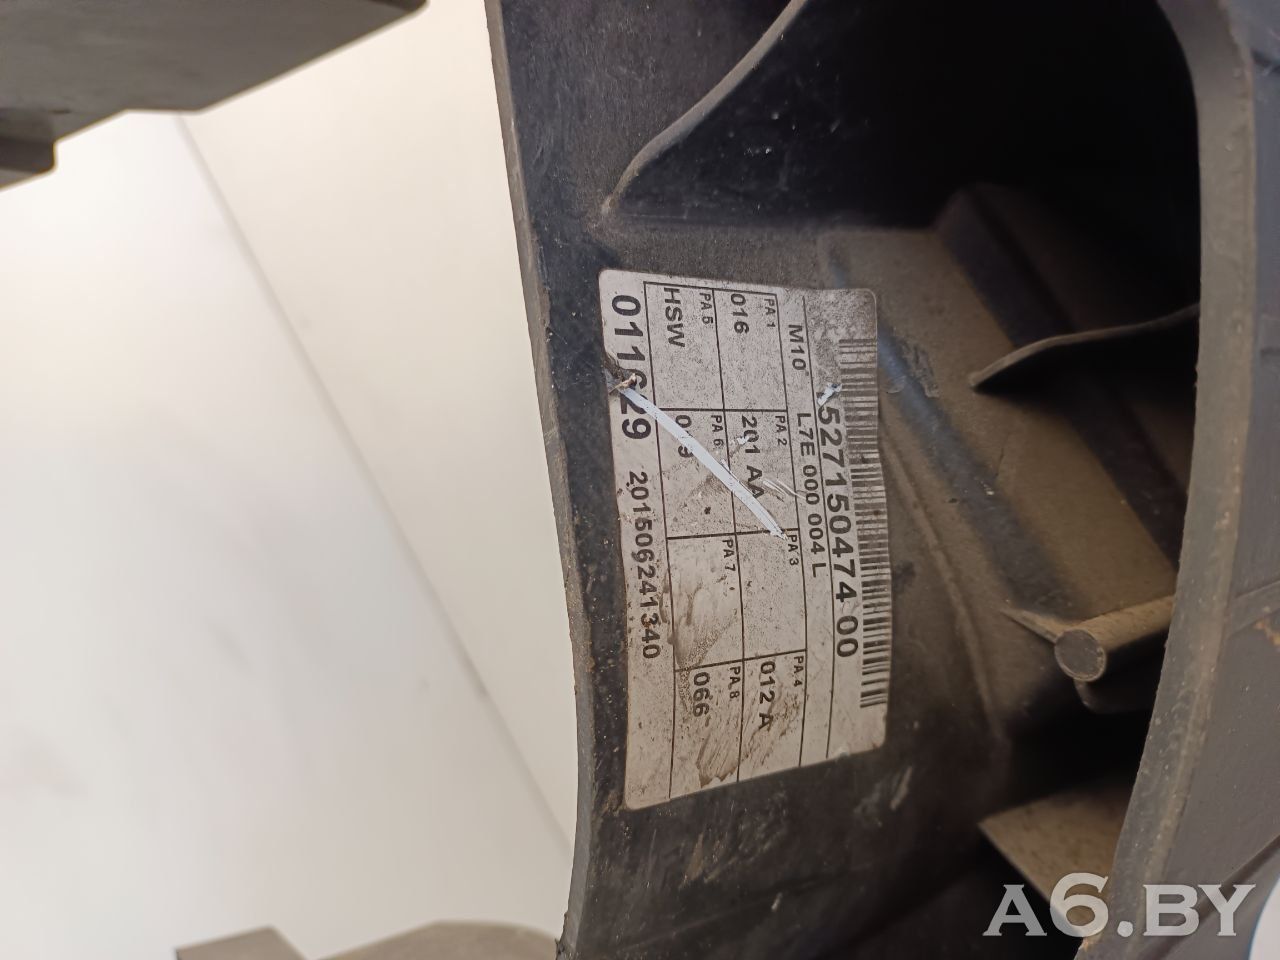 527150474 00
M10 L7E 000 004 L
PA 1 PA 2 PA 3 PA 4
016 201 AA 012 A
PA 5 PA 6 PA 7 PA 8
HSW 066
011629 201506241340
A6.BY